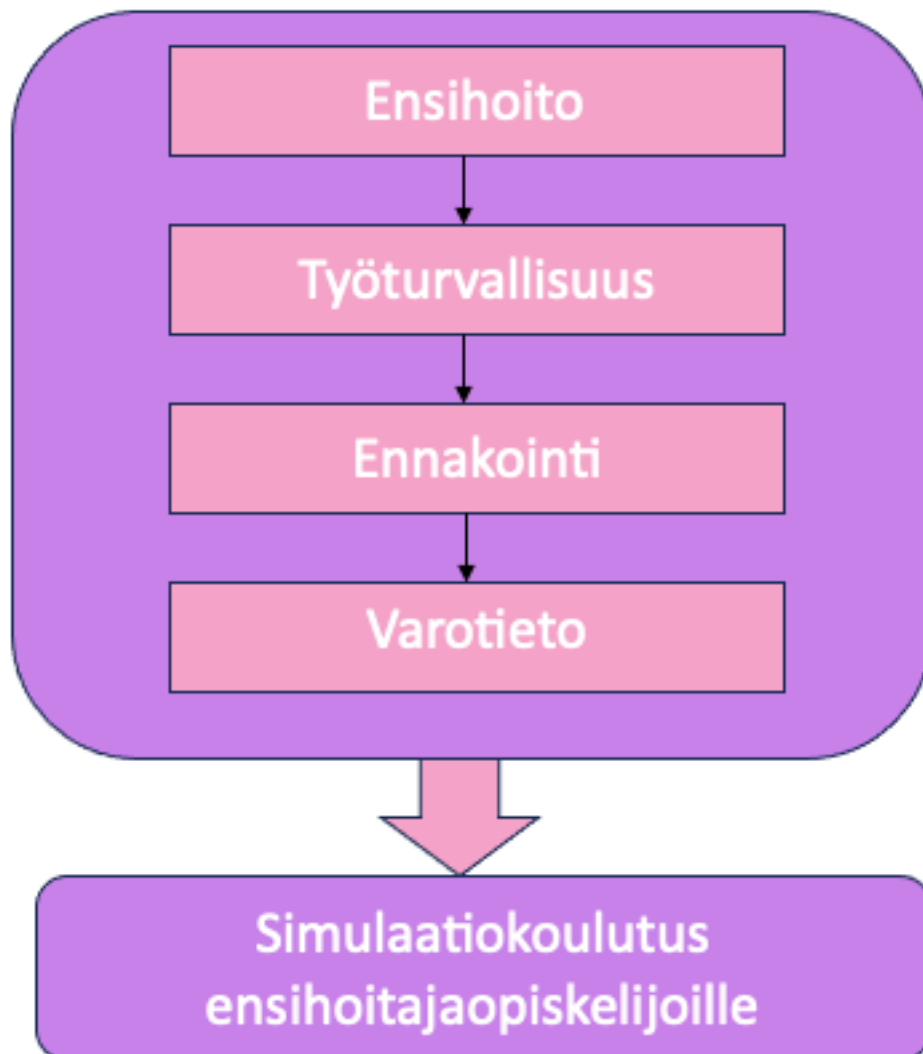 Ensihoito
Työturvallisuus
Ennakointi
Varotieto
Simulaatiokoulutus
ensihoitajaopiskelijoille